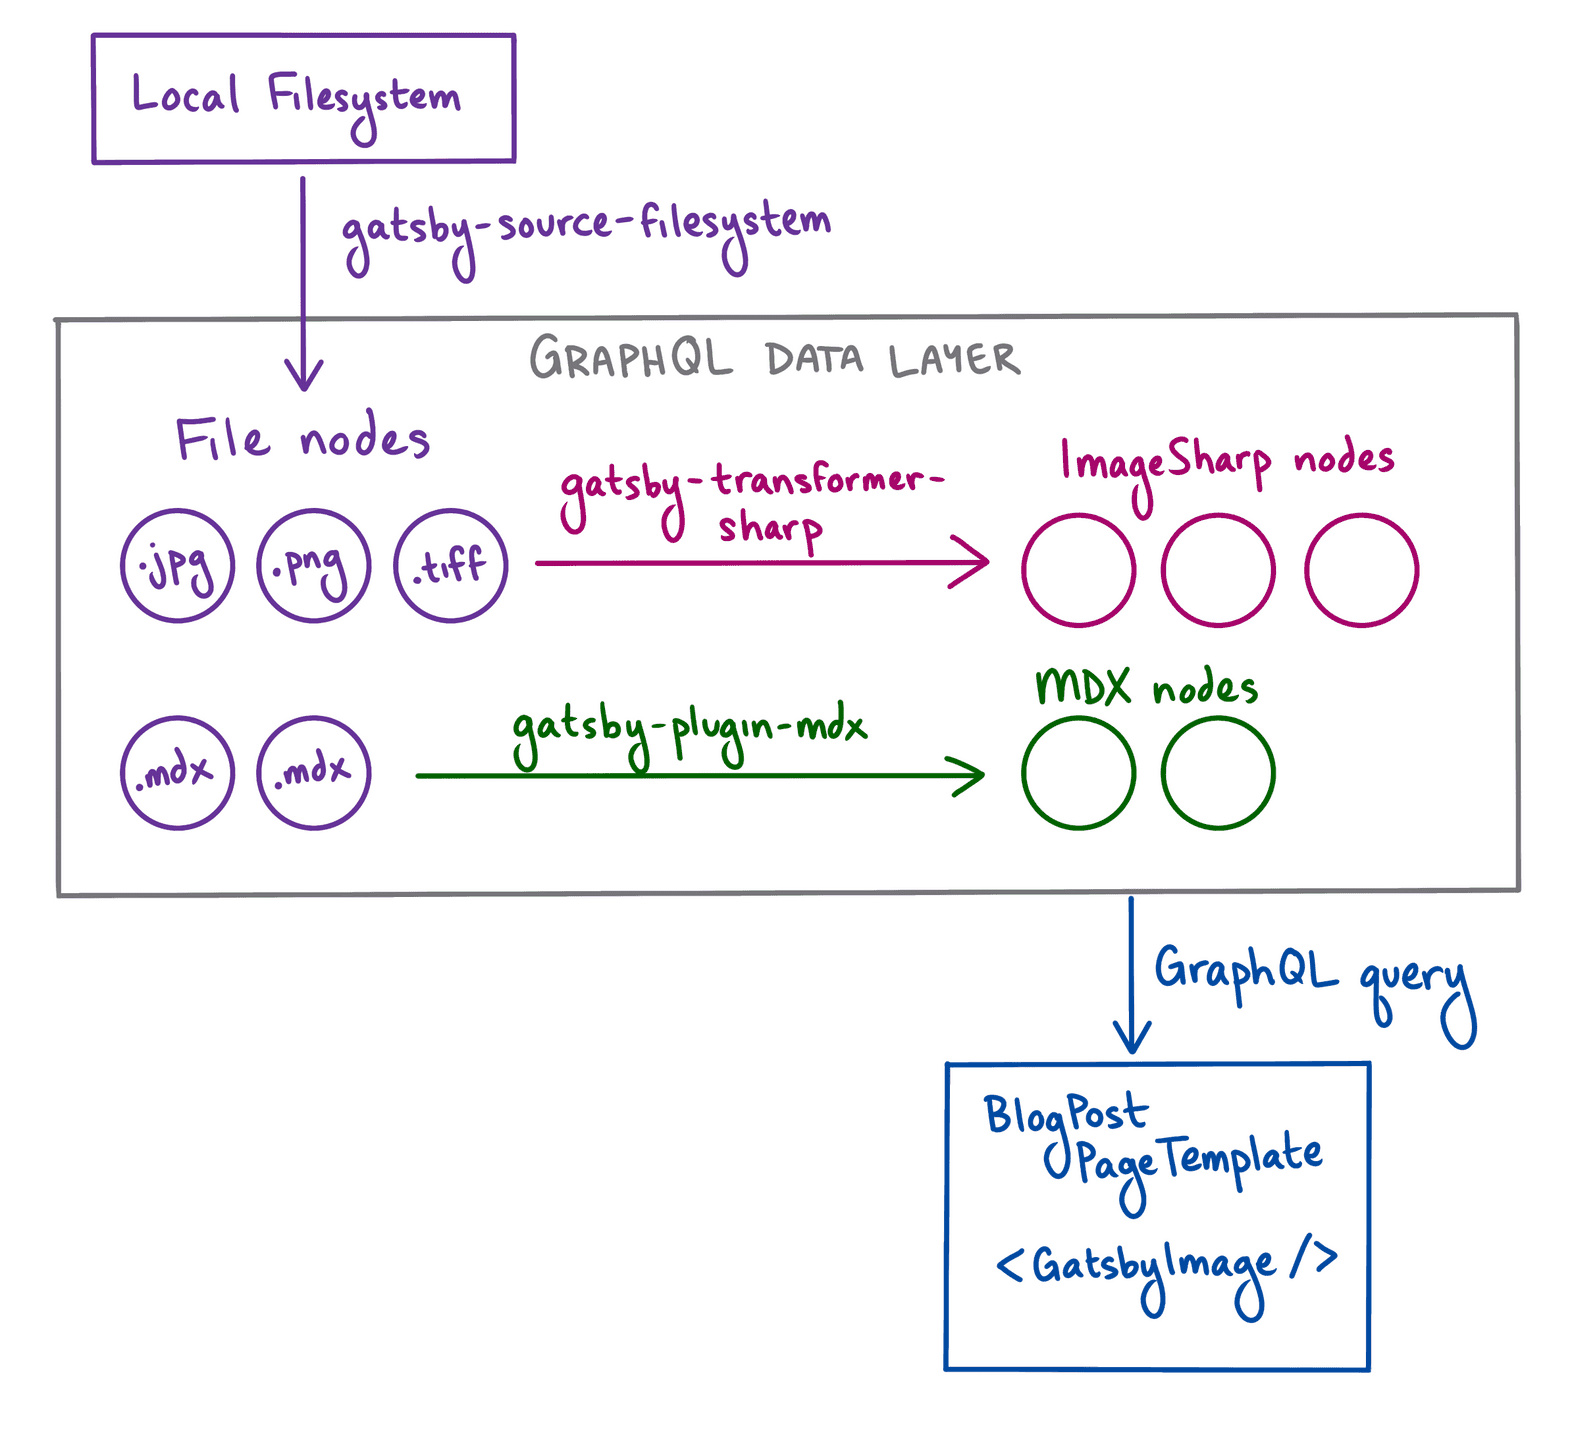 Local Filesystem
gatsby-source-filesystem
GRAPHQL DATA LAYER
File nodes
gatsby-transformer-
sharp
ImageSharp nodes
.jpg
.png
.tiff
gatsby-plugin-mdx
MDX nodes
.mdx
.mdx
GraphQL query
BlogPost
PageTemplate
<GatsbyImage />